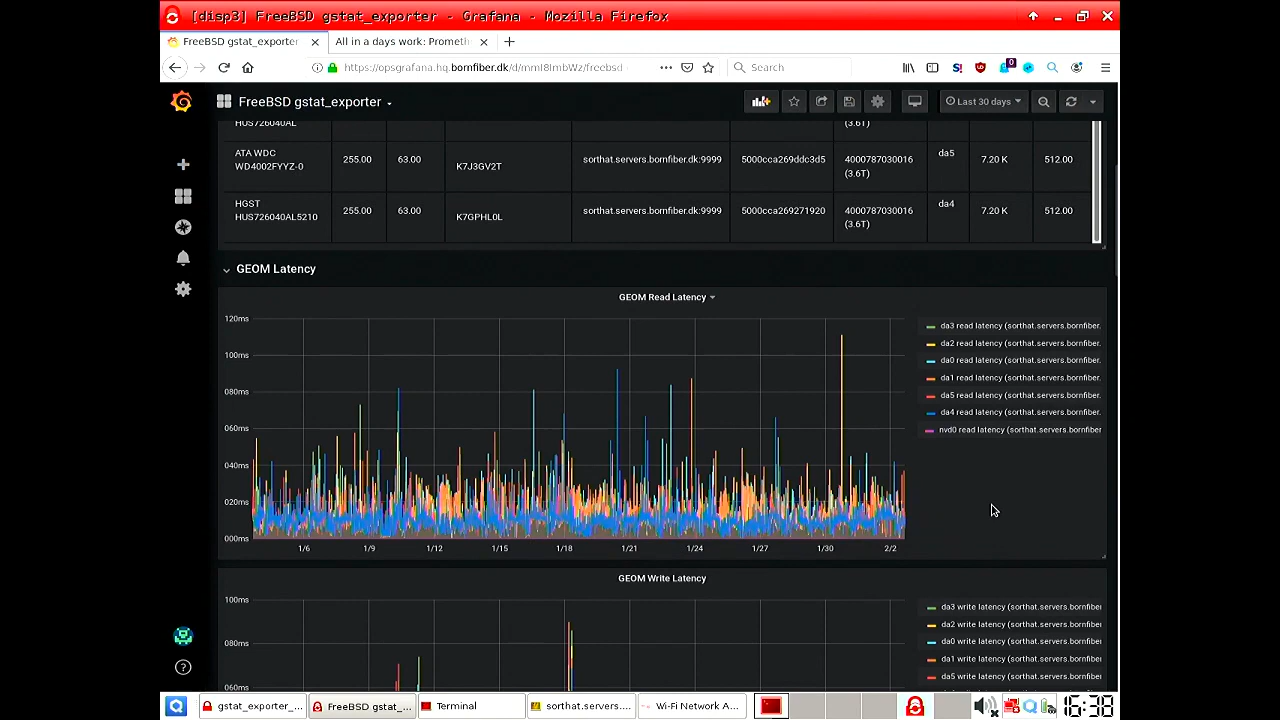 [disp3] FreeBSD gstat_exporter - Grafana - Mozilla Firefox
FreeBSD gstat_exporter
All in a days work: Prometh
https://opsgrafana.hq.bornfiber.dk/d/mmI8ImbWz/freebsd
Search
0
FreeBSD gstat_exporter
Last 30 days
HUS726040AL
(3.6T)
ATA WDC
WD4002FYYZ-0
255.00
63.00
K7J3GV2T
sorthat.servers.bornfiber.dk:9999
5000cca269ddc3d5
4000787030016
(3.6T)
da5
7.20 K
512.00
HGST
HUS726040AL5210
255.00
63.00
K7GPHL0L
sorthat.servers.bornfiber.dk:9999
5000cca269271920
4000787030016
(3.6T)
da4
7.20 K
512.00
GEOM Latency
GEOM Read Latency
120ms
100ms
080ms
060ms
040ms
020ms
000ms
1/6
1/9
1/12
1/15
1/18
1/21
1/24
1/27
1/30
2/2
da3 read latency (sorthat.servers.bornfiber.
da2 read latency (sorthat.servers.bornfiber.
da0 read latency (sorthat.servers.bornfiber.
da1 read latency (sorthat.servers.bornfiber.
da5 read latency (sorthat.servers.bornfiber.
da4 read latency (sorthat.servers.bornfiber.
nvd0 read latency (sorthat.servers.bornfiber
GEOM Write Latency
100ms
080ms
060ms
da3 write latency (sorthat.servers.bornfiber
da2 write latency (sorthat.servers.bornfiber
da0 write latency (sorthat.servers.bornfiber
da1 write latency (sorthat.servers.bornfiber
da5 write latency (sorthat.servers.bornfiber
gstat_exporter_...
FreeBSD gstat_...
Terminal
sorthat.servers....
Wi-Fi Network A...
16:38